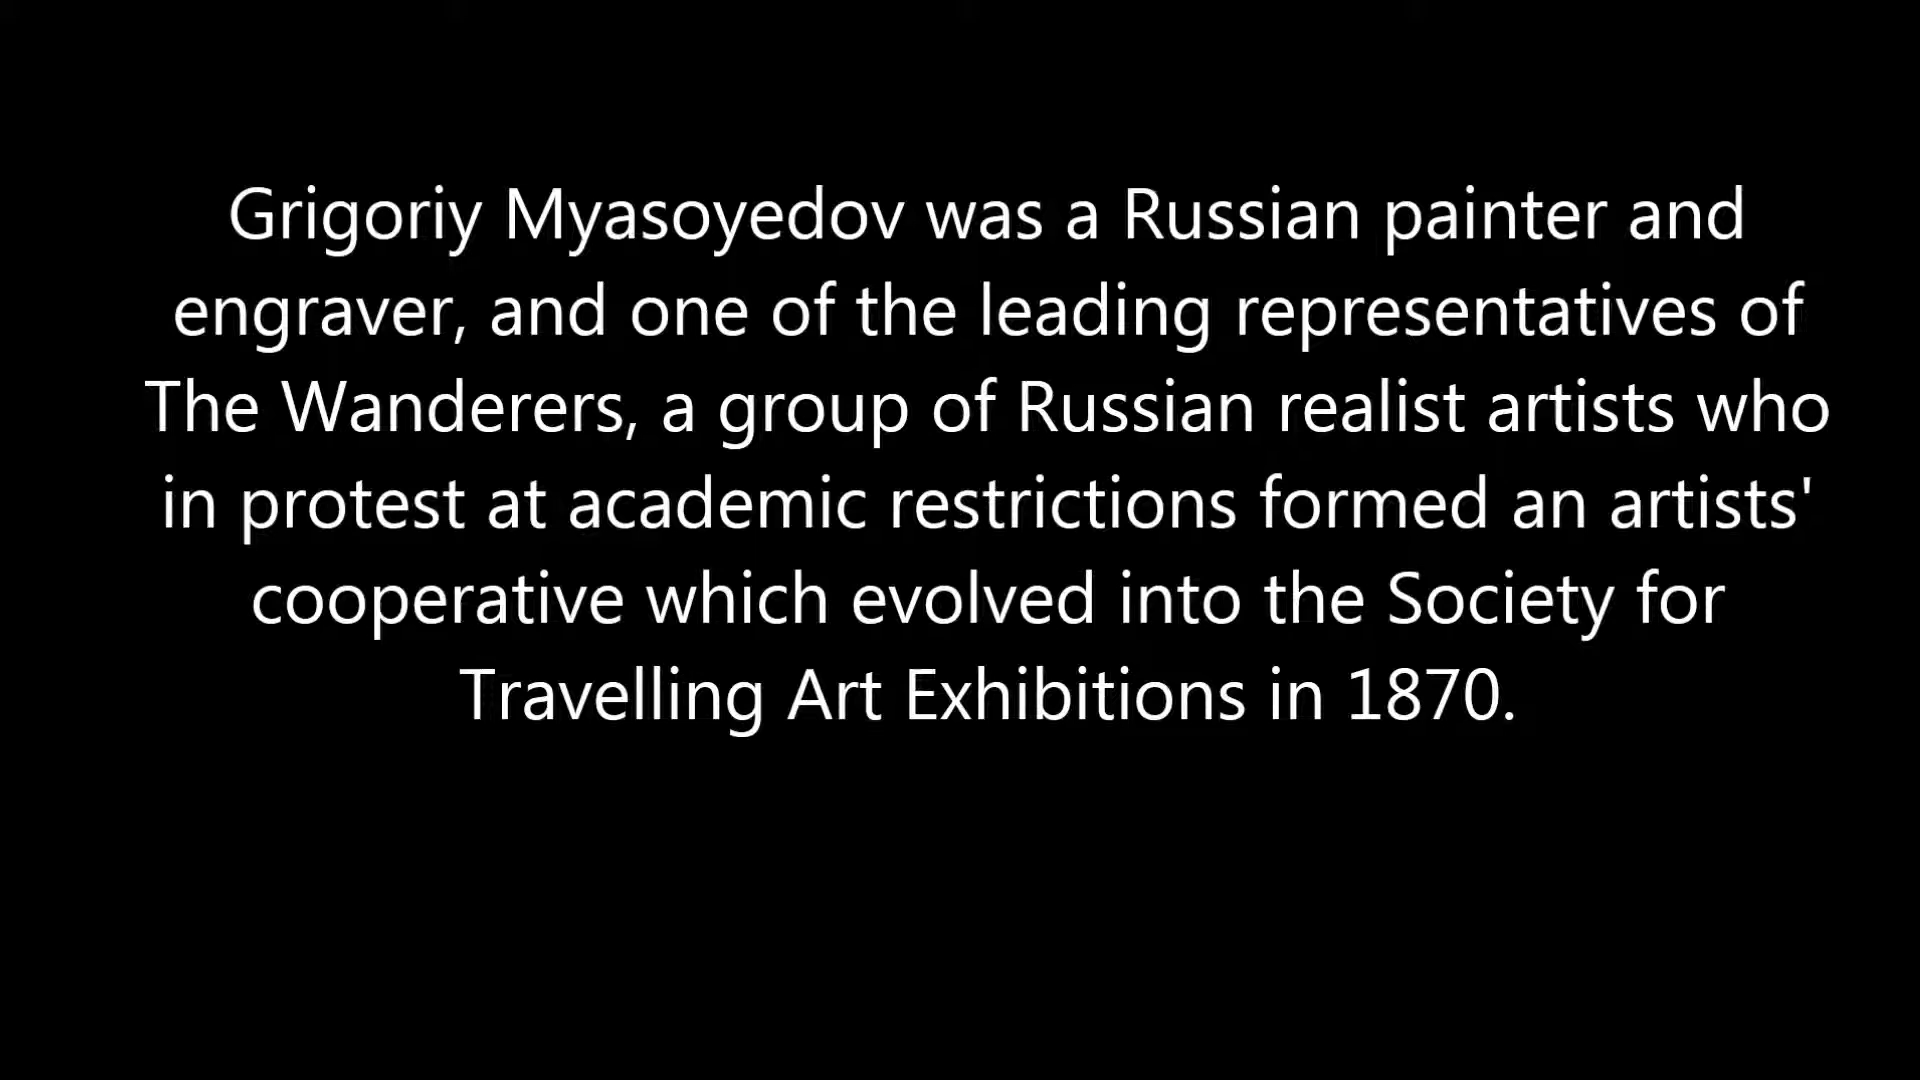 Grigoriy Myasoyedov was a Russian painter and
engraver, and one of the leading representatives of
The Wanderers, a group of Russian realist artists who
in protest at academic restrictions formed an artists'
cooperative which evolved into the Society for
Travelling Art Exhibitions in 1870.